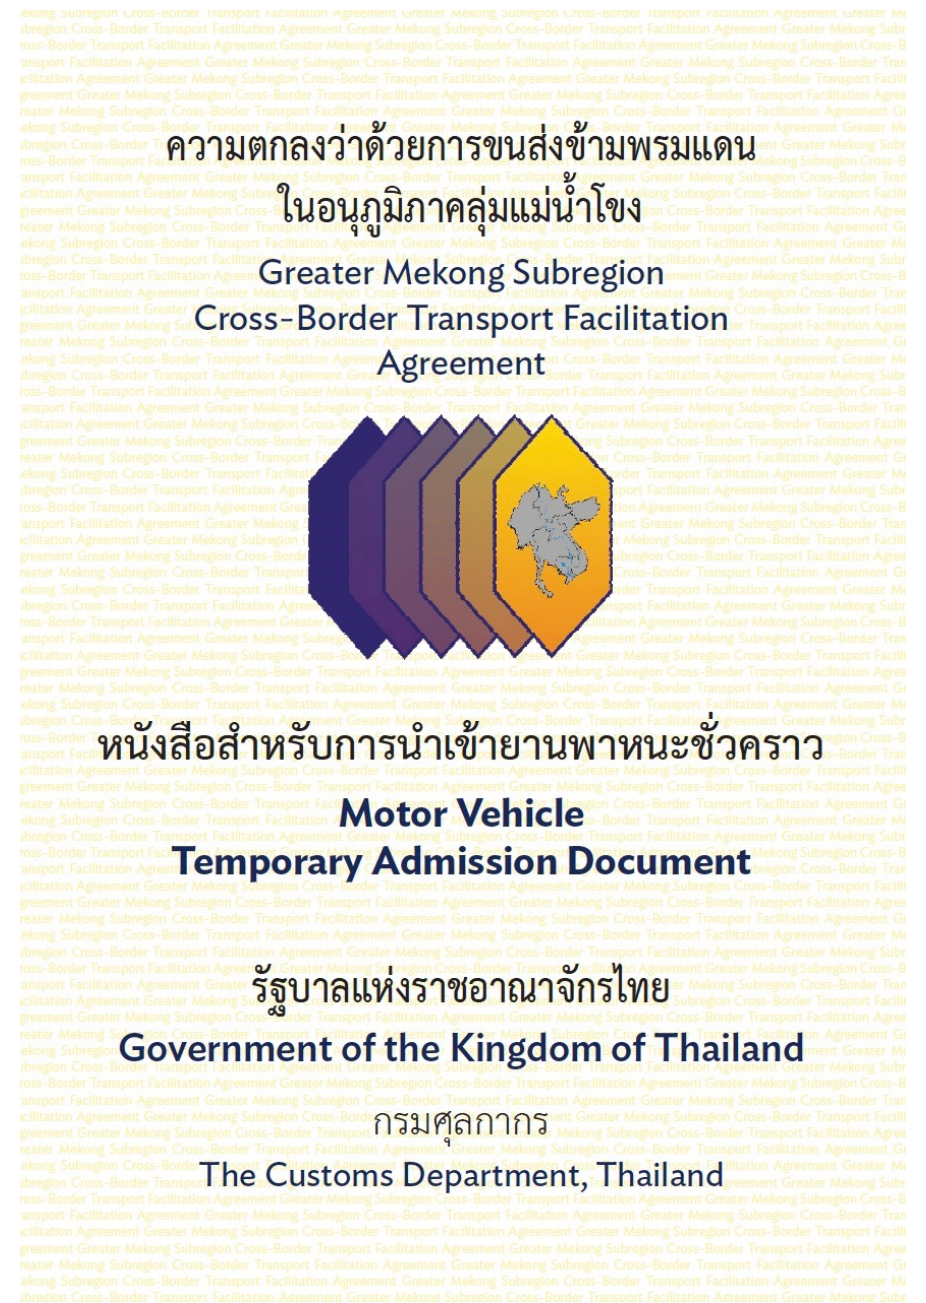 ความตกลงว่าด้วยการขนส่งข้ามพรมแดน
ในอนุภูมิภาคลุ่มแม่น้ำโขง
Greater Mekong Subregion
Cross-Border Transport Facilitation
Agreement
หนังสือสำหรับการนำเข้ายานพาหนะชั่วคราว
Motor Vehicle
Temporary Admission Document
รัฐบาลแห่งราชอาณาจักรไทย
Government of the Kingdom of Thailand
กรมศุลกากร
The Customs Department, Thailand